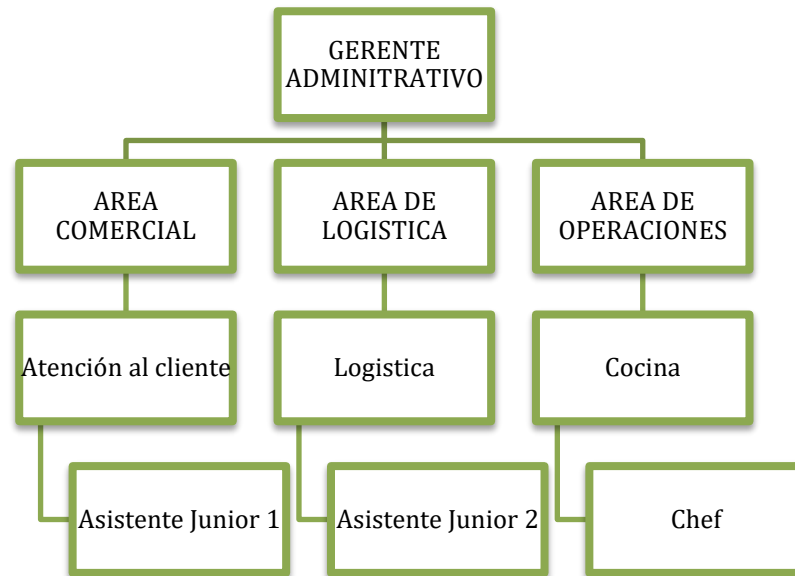 GERENTE
ADMINITRATIVO
AREA
COMERCIAL
AREA DE
LOGISTICA
AREA DE
OPERACIONES
Atención al cliente
Logistica
Cocina
Asistente Junior 1
Asistente Junior 2
Chef